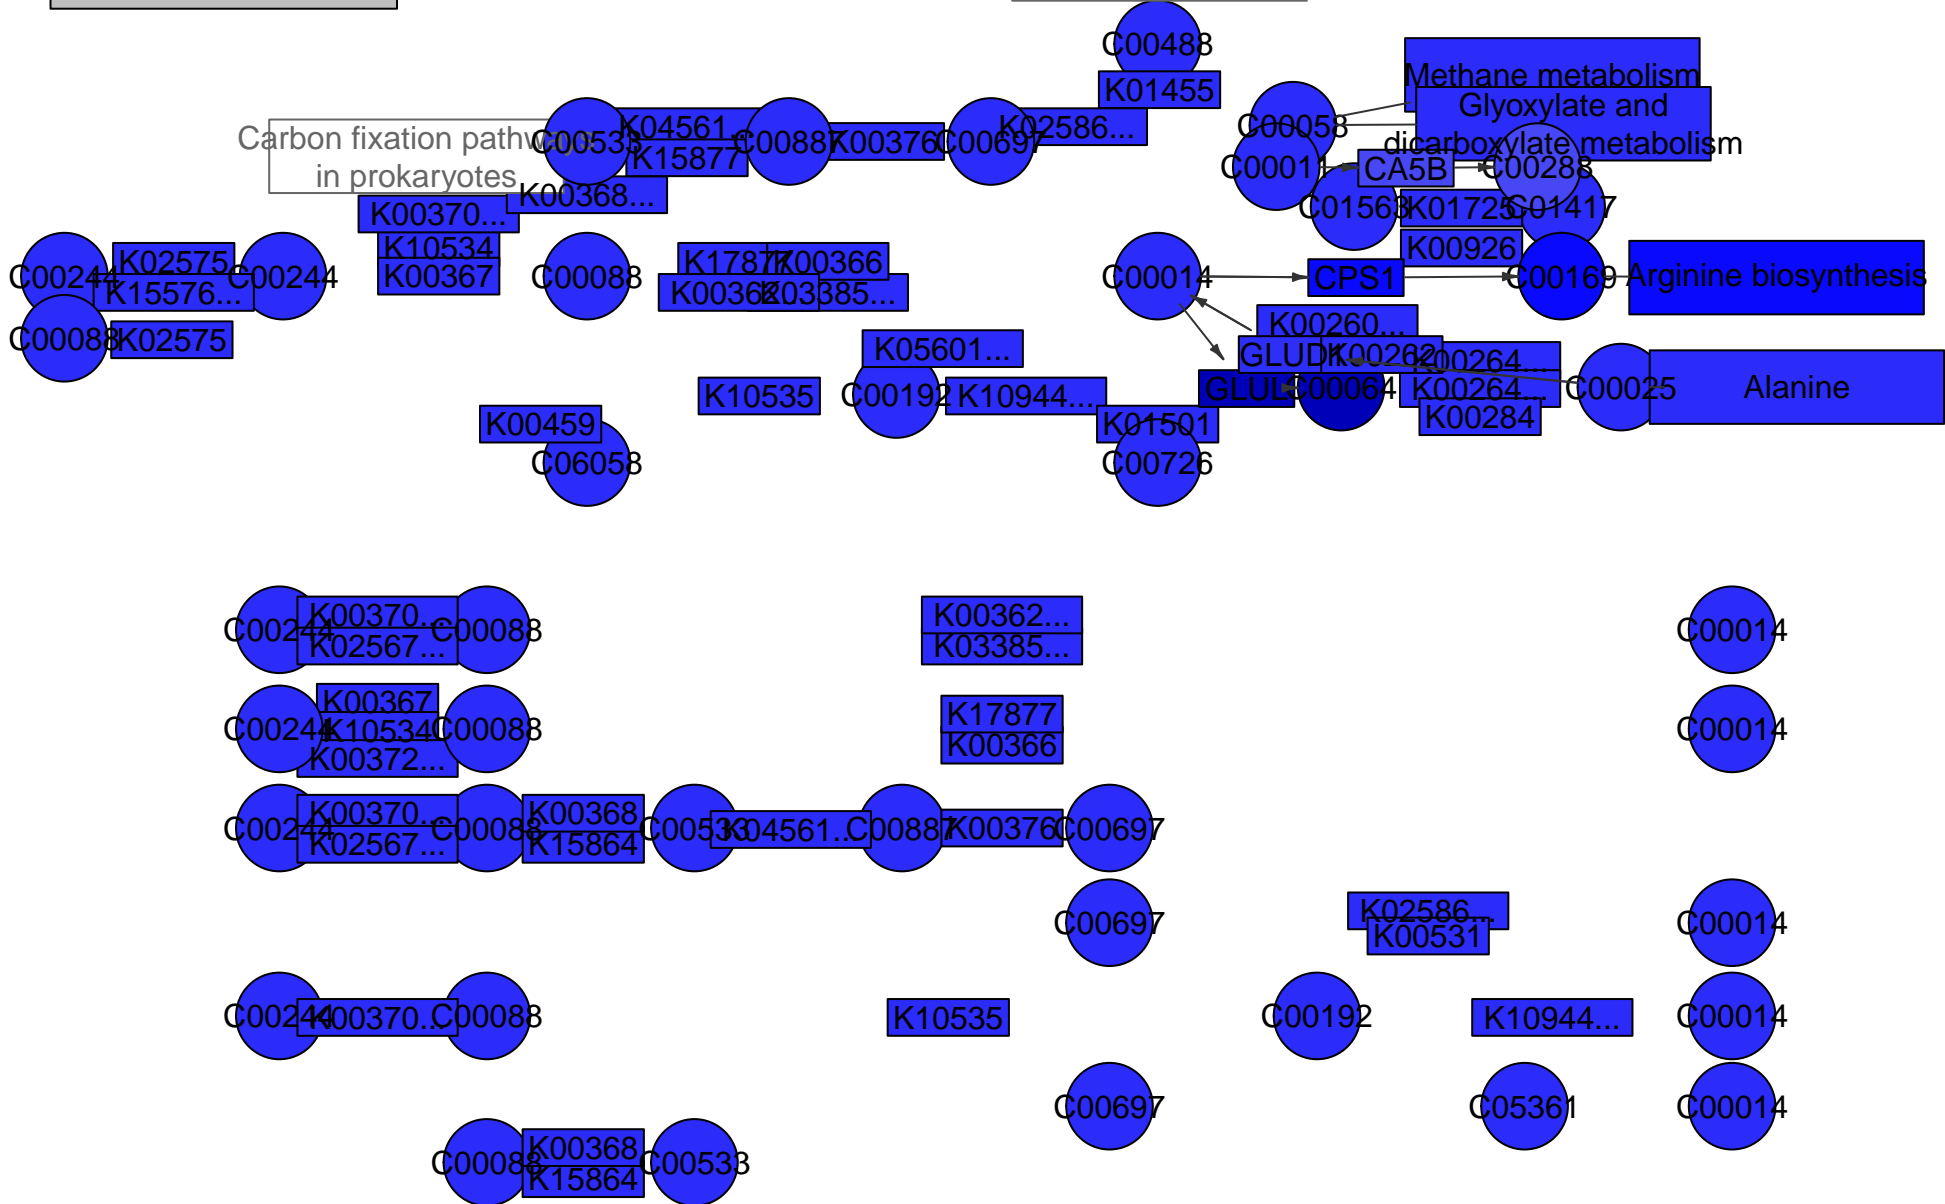 C00488
K01455
Methane metabolism
Glyoxylate and
dicarboxylate metabolism
C00058
Carbon fixation pathways
in prokaryotes
C00533
K04561...
K15877
C00887
K00376
C00697
K02586...
C00011
CA5B
C00288
K00368...
K00370...
C01563
K01725
C01417
K10534
K00367
K00926
C00244
K02575
K15576...
C00244
C00088
K17877
K00366
K00362...
K03385...
C00014
CPS1
C00169
Arginine biosynthesis
C00088
K02575
K00260...
GLUD1
K00262
K00264...
K05601...
K10535
C00192
K10944...
GLUL
C00064
K00264...
K00284
C00025
Alanine
K00459
C06058
K01501
C00726
C00244
K00370...
K02567...
C00088
K00362...
K03385...
C00014
C00244
K00367
K10534
K00372...
C00088
K17877
K00366
C00014
C00244
K00370...
K02567...
C00088
K00368
K15864
C00533
K04561...
C00887
K00376
C00697
C00697
K02586...
K00531
C00014
C00244
K00370...
C00088
K10535
C00192
K10944...
C00014
C00697
C05361
C00014
C00088
K00368
K15864
C00533